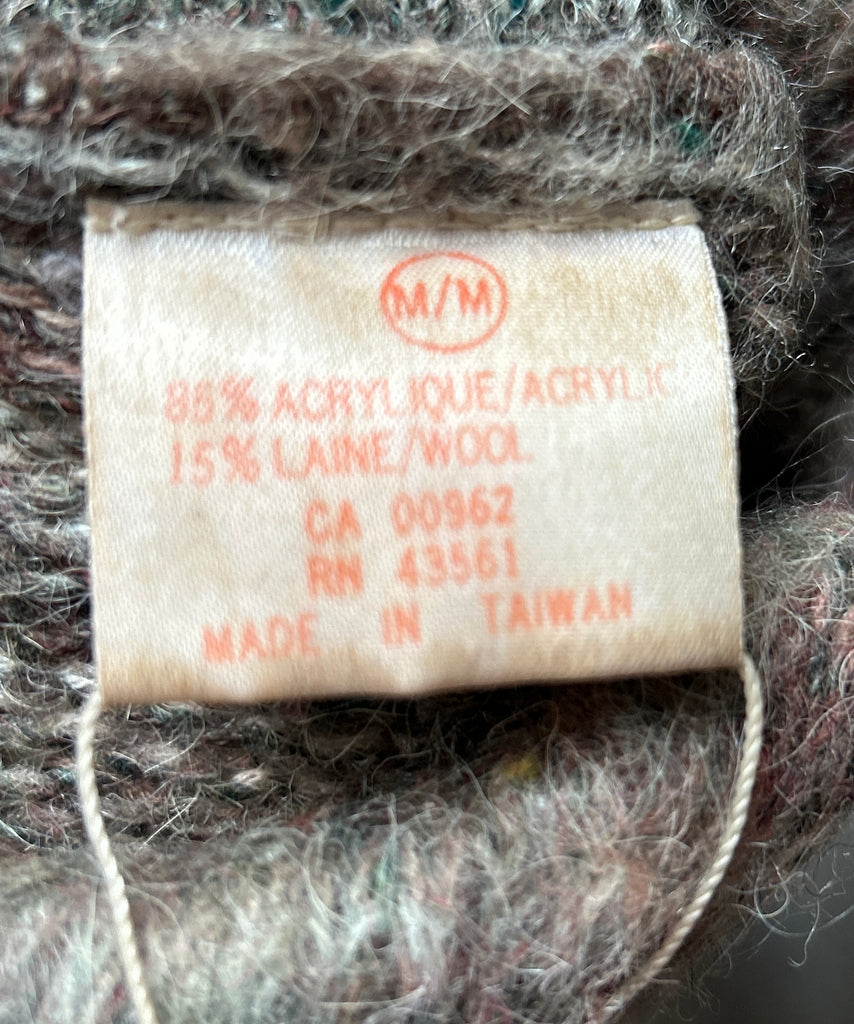 M/M
85% ACRYLIQUE/ACRYLIC
15% LAINE/WOOL
CA 00962
RN 43561
MADE IN TAIWAN